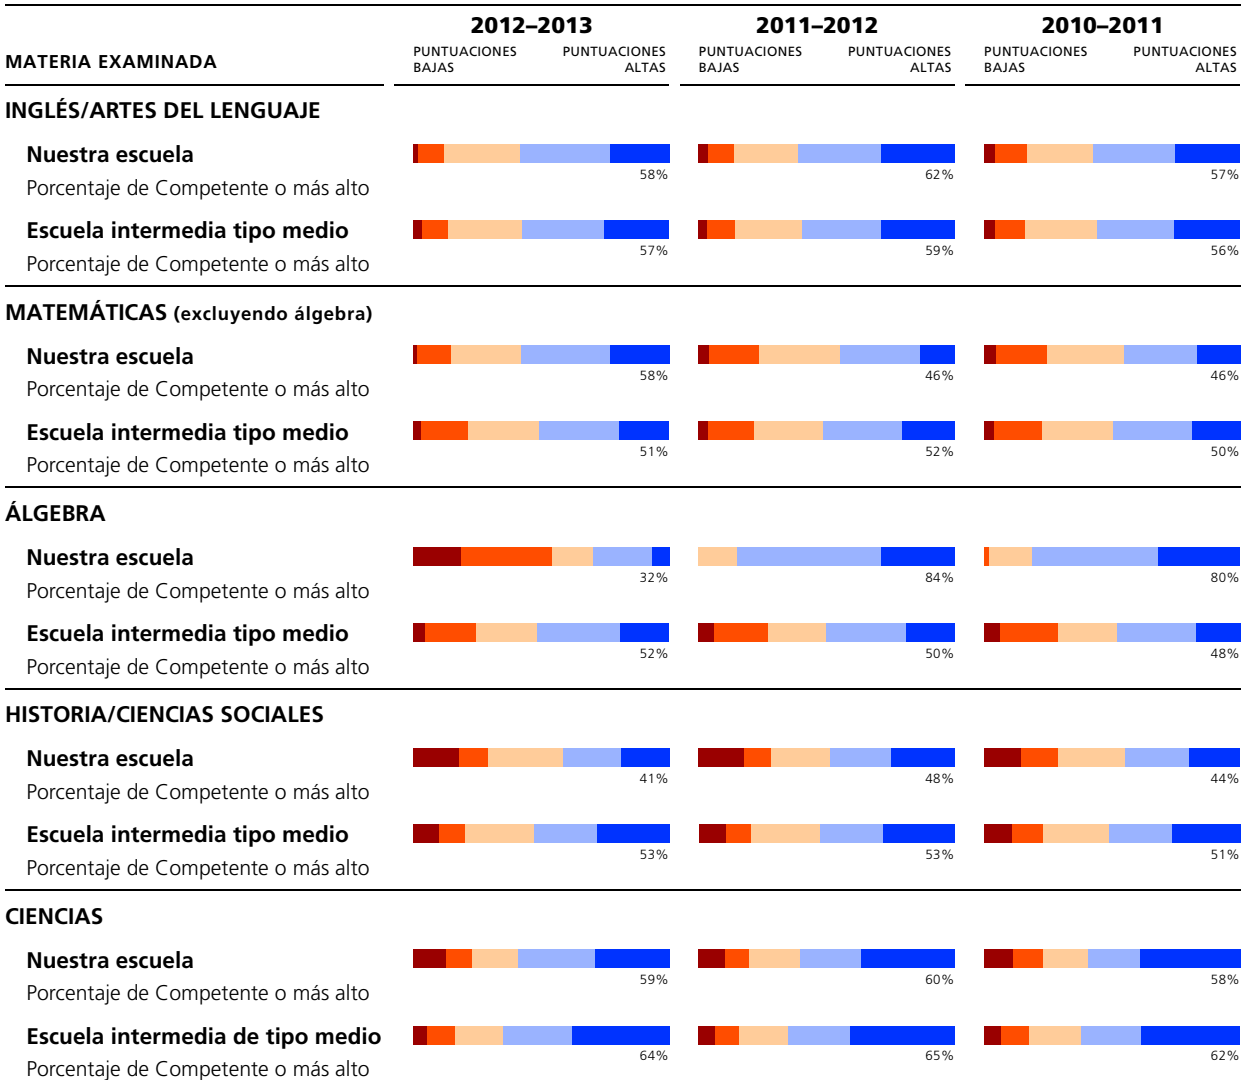 2012–2013 2011–2012 2010–2011
MATERIA EXAMINADA
PUNTUACIONES BAJAS PUNTUACIONES ALTAS PUNTUACIONES BAJAS PUNTUACIONES ALTAS PUNTUACIONES BAJAS PUNTUACIONES ALTAS
INGLÉS/ARTES DEL LENGUAJE
Nuestra escuela
Porcentaje de Competente o más alto 58% 62% 57%
Escuela intermedia tipo medio
Porcentaje de Competente o más alto 57% 59% 56%
MATEMÁTICAS (excluyendo álgebra)
Nuestra escuela
Porcentaje de Competente o más alto 58% 46% 46%
Escuela intermedia tipo medio
Porcentaje de Competente o más alto 51% 52% 50%
ÁLGEBRA
Nuestra escuela
Porcentaje de Competente o más alto 32% 84% 80%
Escuela intermedia tipo medio
Porcentaje de Competente o más alto 52% 50% 48%
HISTORIA/CIENCIAS SOCIALES
Nuestra escuela
Porcentaje de Competente o más alto 41% 48% 44%
Escuela intermedia tipo medio
Porcentaje de Competente o más alto 53% 53% 51%
CIENCIAS
Nuestra escuela
Porcentaje de Competente o más alto 59% 60% 58%
Escuela intermedia de tipo medio
Porcentaje de Competente o más alto 64% 65% 62%